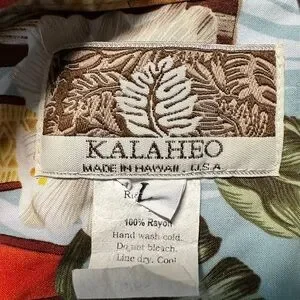 KALAHEO
MADE IN HAWAII, U.S.A.
L
100% Rayon
Hand wash cold.
Do not bleach.
Line dry. Cool